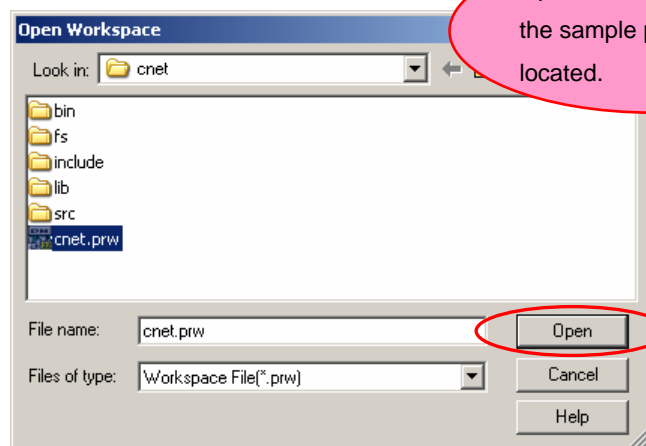 the sample
located.
Open Workspace
Look in: cnet
bin
fs
include
lib
src
cnet.prw
File name: cnet.prw Open
Files of type: Workspace File(*.prw) Cancel
Help